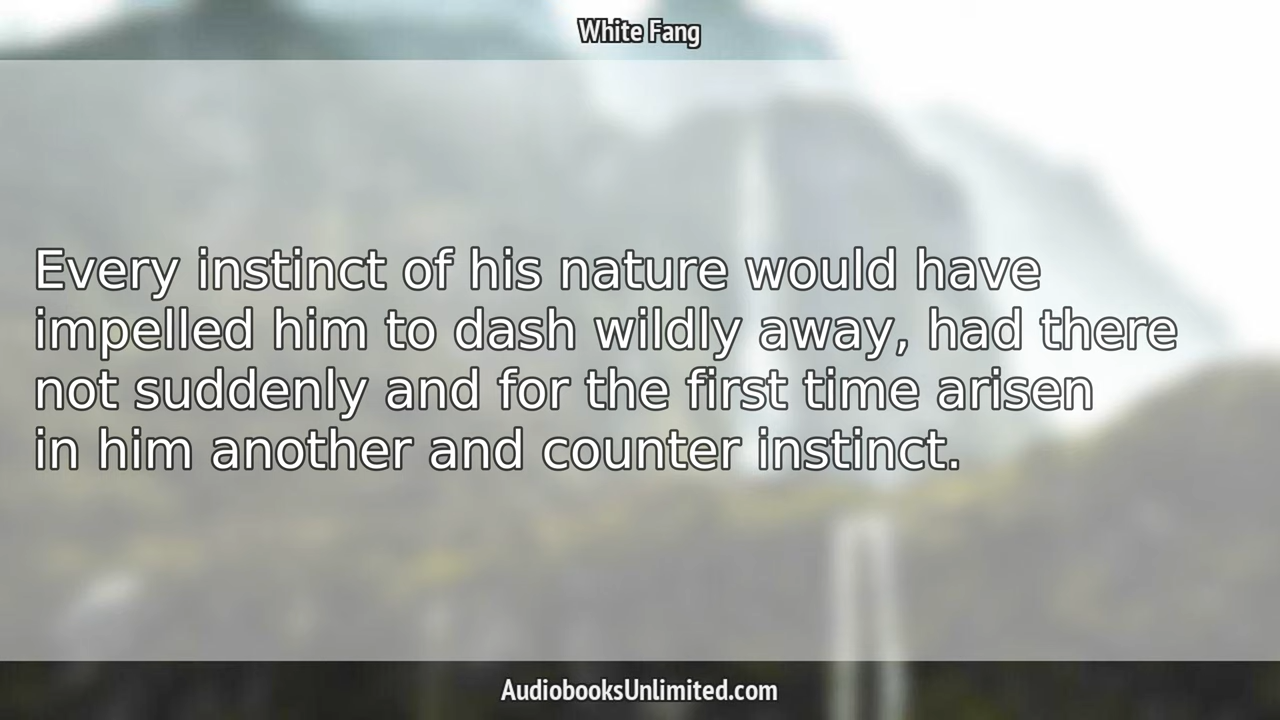 White Fang
Every instinct of his nature would have
impelled him to dash wildly away, had there
not suddenly and for the first time arisen
in him another and counter instinct.
AudiobooksUnlimited.com